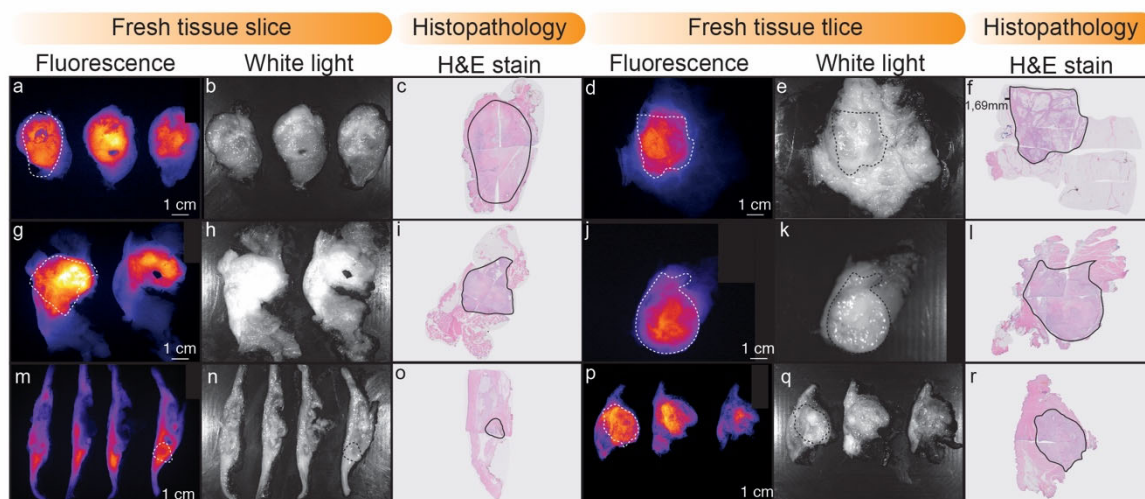 Fresh tissue slice Histopathology Fresh tissue tlice Histopathology
Fluorescence White light H&E stain Fluorescence White light H&E stain
a b c d e f
1,69mm
1 cm 1 cm
g h i j k l
1 cm 1 cm
m n o p q r
1 cm 1 cm